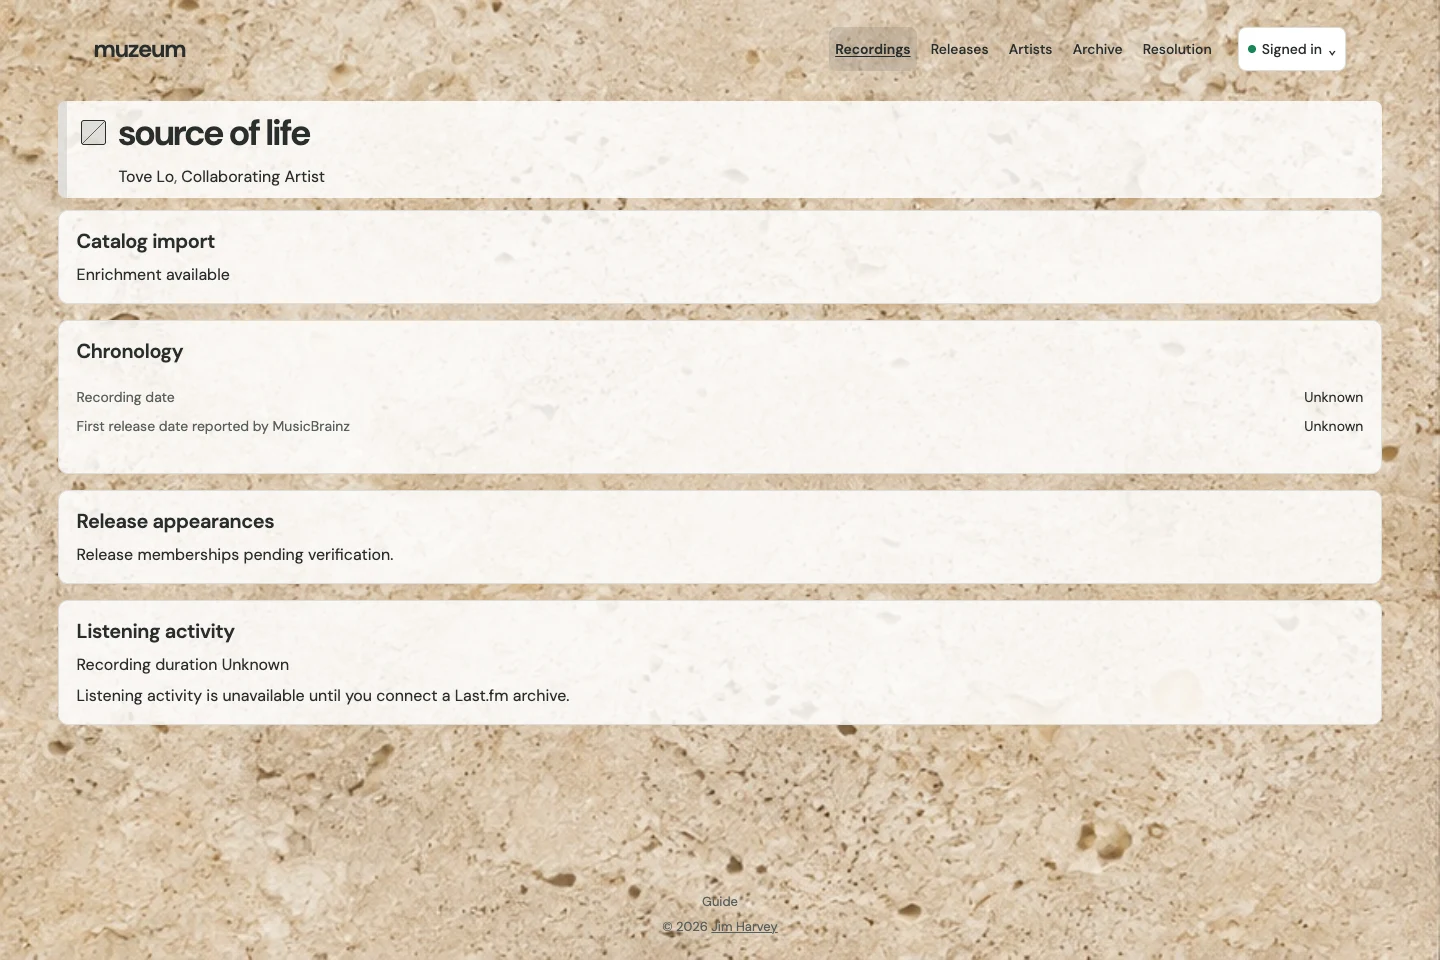 muzeum
Recordings Releases Artists Archive Resolution Signed in
source of life
Tove Lo, Collaborating Artist
Catalog import
Enrichment available
Chronology
Recording date Unknown
First release date reported by MusicBrainz Unknown
Release appearances
Release memberships pending verification.
Listening activity
Recording duration Unknown
Listening activity is unavailable until you connect a Last.fm archive.
Guide
© 2026 Jim Harvey